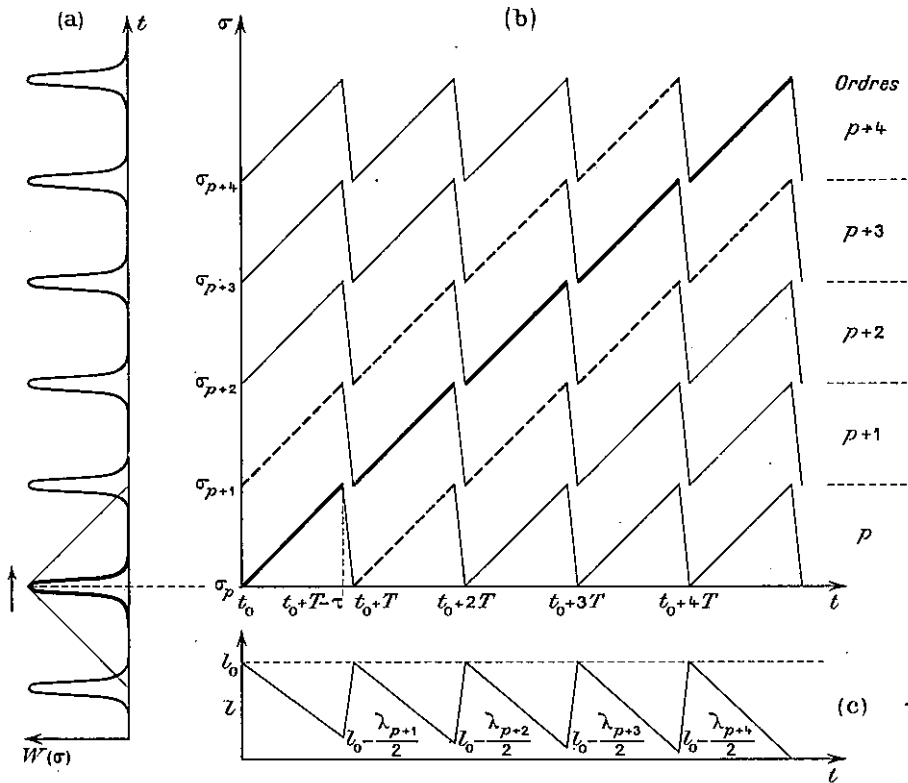 (a)
t
σ
(b)
Ordres
p+4
σp+4
p+3
σp+3
p+2
σp+2
p+1
σp+1
p
σp
t0 t0+T-τ t0+T t0+2T t0+3T t0+4T
t
l0
l
l0-λp+1/2 l0-λp+2/2 l0-λp+3/2 l0-λp+4/2
(c)
W(σ)
t